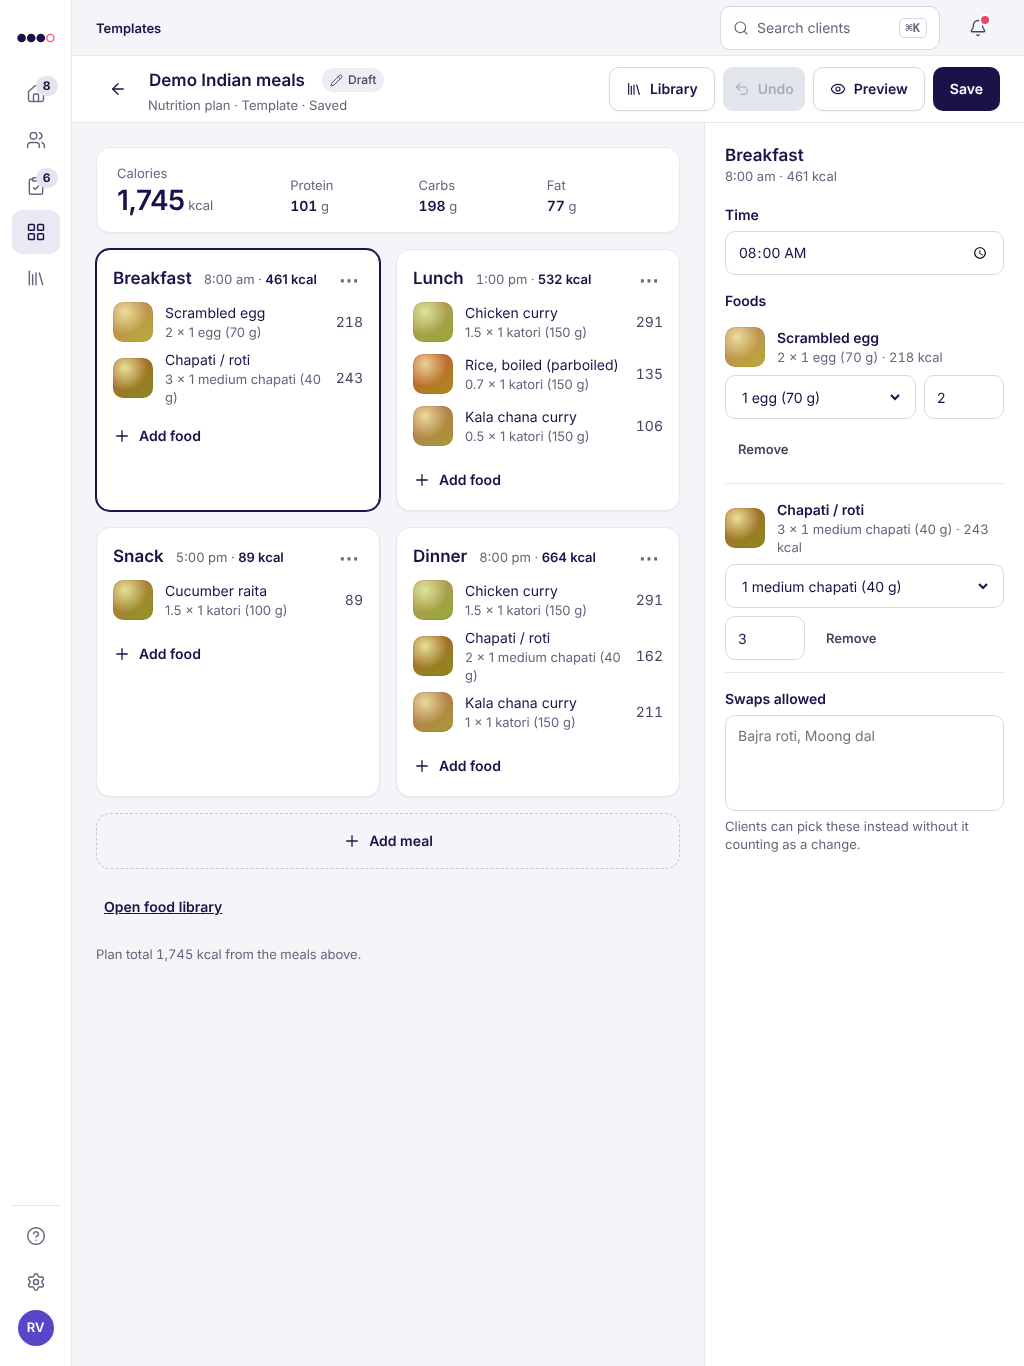 Templates
Search clients
⌘K
8
6
Demo Indian meals
Draft
Nutrition plan · Template · Saved
Library
Undo
Preview
Save
Calories
1,745 kcal
Protein
101 g
Carbs
198 g
Fat
77 g
Breakfast 8:00 am · 461 kcal
Scrambled egg
2 × 1 egg (70 g)
218
Chapati / roti
3 × 1 medium chapati (40
g)
243
Add food
Lunch 1:00 pm · 532 kcal
Chicken curry
1.5 × 1 katori (150 g)
291
Rice, boiled (parboiled)
0.7 × 1 katori (150 g)
135
Kala chana curry
0.5 × 1 katori (150 g)
106
Add food
Snack 5:00 pm · 89 kcal
Cucumber raita
1.5 × 1 katori (100 g)
89
Add food
Dinner 8:00 pm · 664 kcal
Chicken curry
1.5 × 1 katori (150 g)
291
Chapati / roti
2 × 1 medium chapati (40
g)
162
Kala chana curry
1 × 1 katori (150 g)
211
Add food
Add meal
Open food library
Plan total 1,745 kcal from the meals above.
Breakfast
8:00 am · 461 kcal
Time
08:00 AM
Foods
Scrambled egg
2 × 1 egg (70 g) · 218 kcal
1 egg (70 g)
2
Remove
Chapati / roti
3 × 1 medium chapati (40 g) · 243
kcal
1 medium chapati (40 g)
3
Remove
Swaps allowed
Bajra roti, Moong dal
Clients can pick these instead without it
counting as a change.
RV